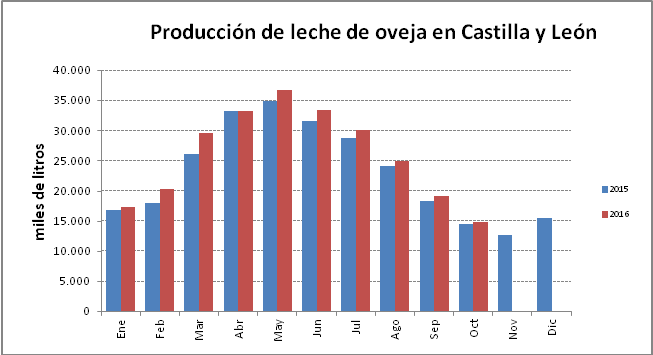 Producción de leche de oveja en Castilla y León
miles de litros
40.000
35.000
30.000
25.000
20.000
15.000
10.000
5.000
0
Ene
Feb
Mar
Abr
May
Jun
Jul
Ago
Sep
Oct
Nov
Dic
2015
2016